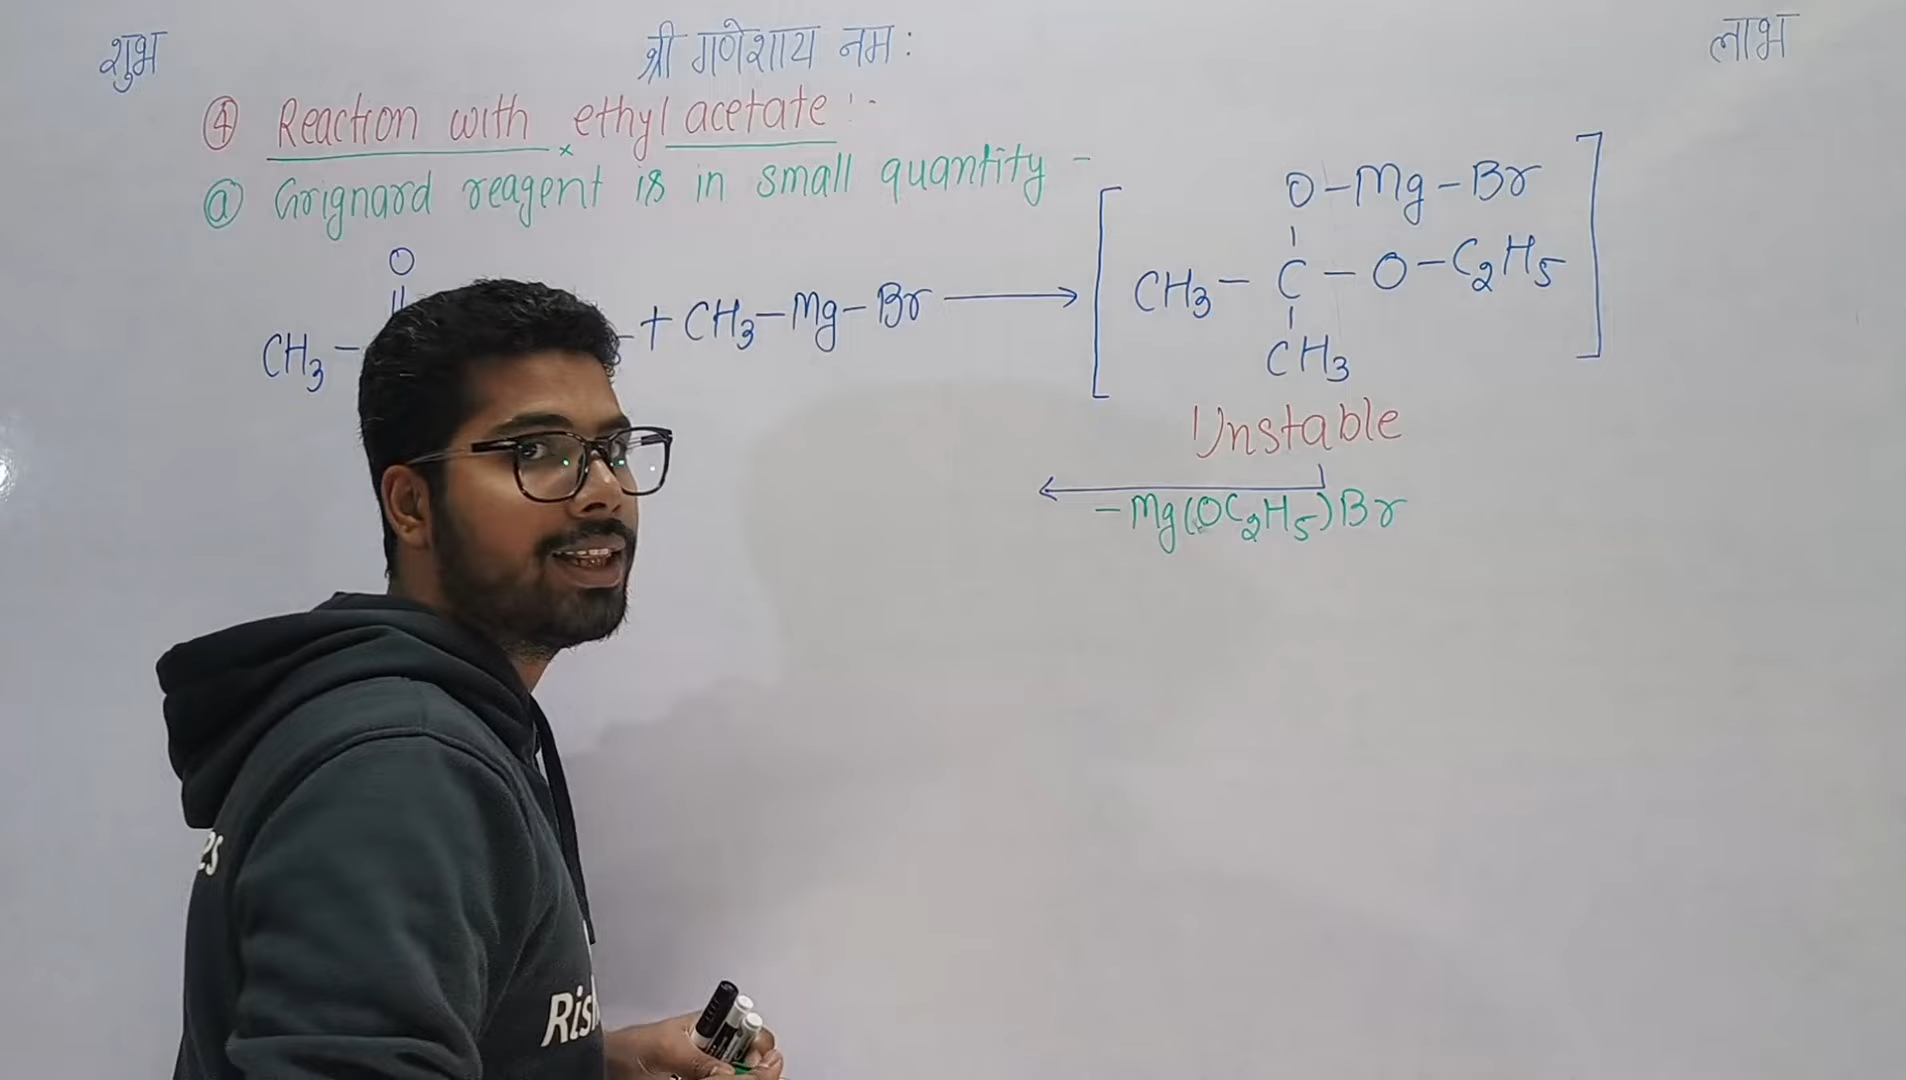 शुभ श्री गणेशाय नमः लाभ
④ Reaction with ethyl acetate :-
ⓐ Grignard reagent is in small quantity -
O
||
CH₃- + CH₃-Mg-Br ⟶
[ O-Mg-Br
|
CH₃-C-O-C₂H₅
|
CH₃ ]
Unstable
-Mg(OC₂H₅)Br